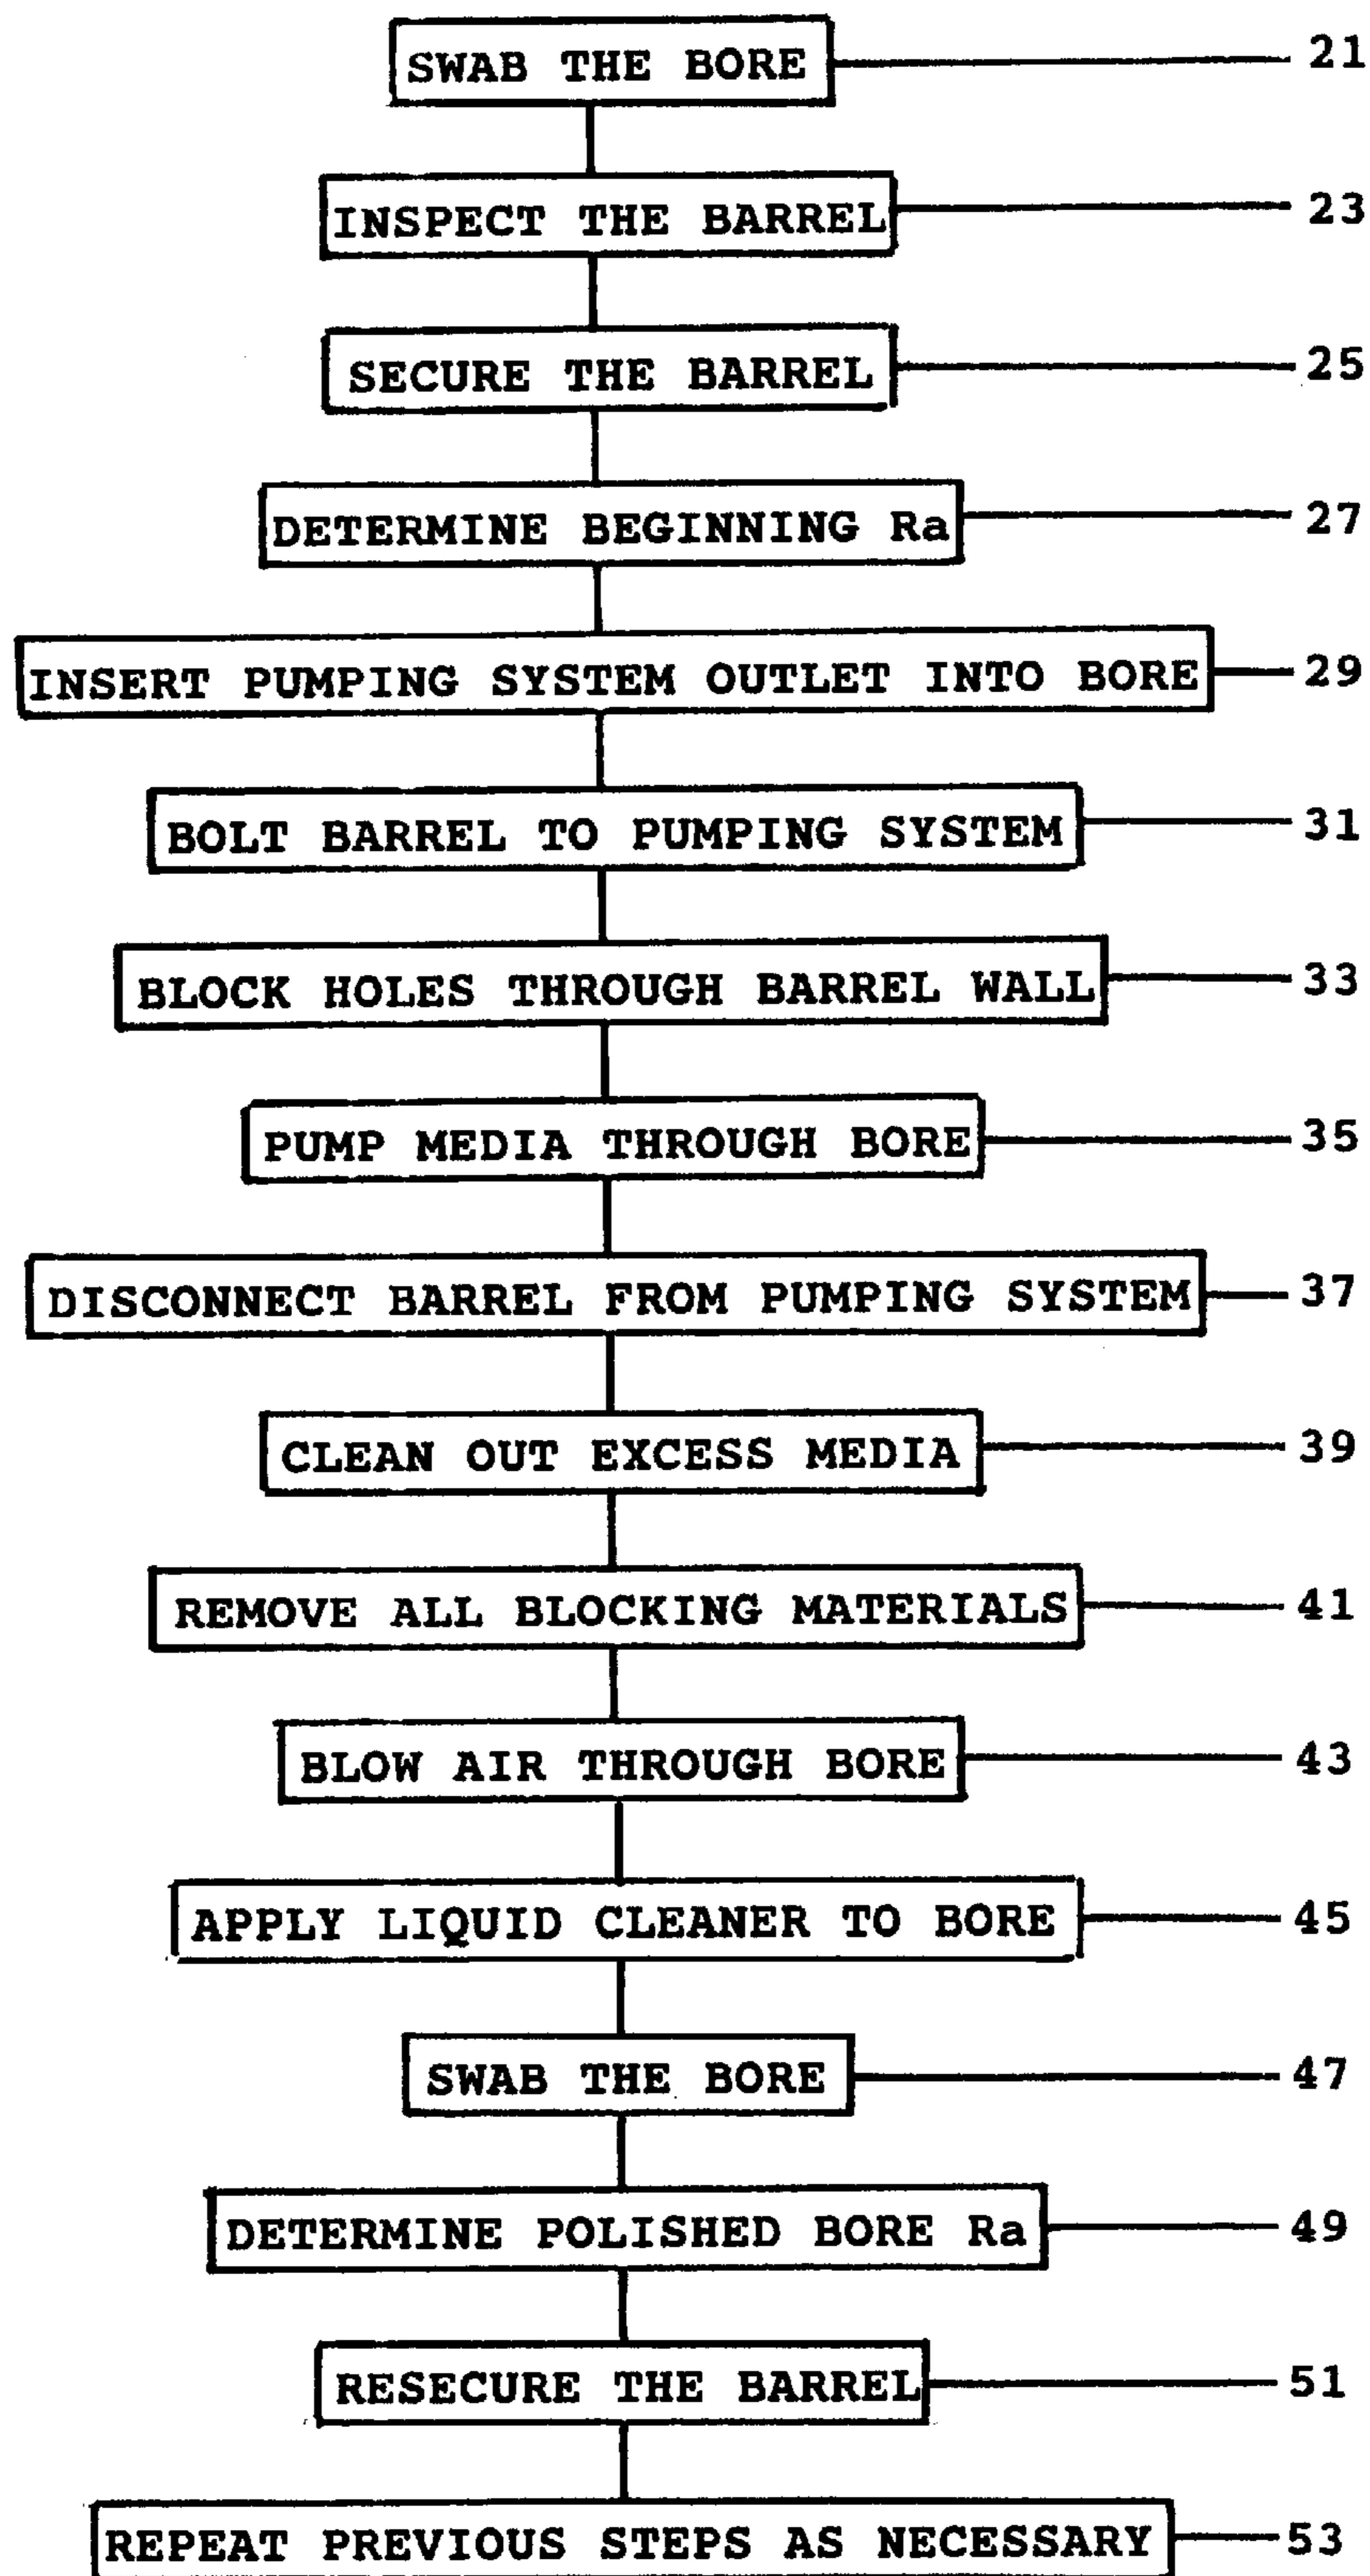 SWAB THE BORE 21
INSPECT THE BARREL 23
SECURE THE BARREL 25
DETERMINE BEGINNING Ra 27
INSERT PUMPING SYSTEM OUTLET INTO BORE 29
BOLT BARREL TO PUMPING SYSTEM 31
BLOCK HOLES THROUGH BARREL WALL 33
PUMP MEDIA THROUGH BORE 35
DISCONNECT BARREL FROM PUMPING SYSTEM 37
CLEAN OUT EXCESS MEDIA 39
REMOVE ALL BLOCKING MATERIALS 41
BLOW AIR THROUGH BORE 43
APPLY LIQUID CLEANER TO BORE 45
SWAB THE BORE 47
DETERMINE POLISHED BORE Ra 49
RESECURE THE BARREL 51
REPEAT PREVIOUS STEPS AS NECESSARY 53